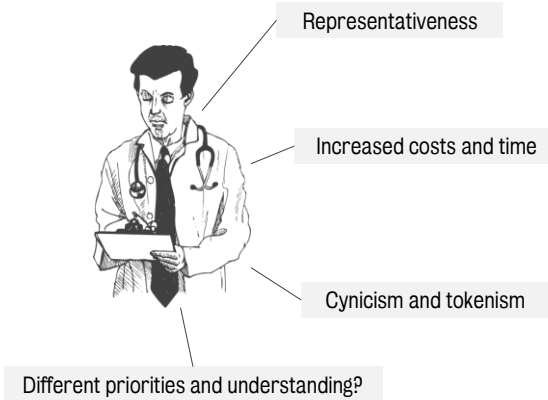 Representativeness
Increased costs and time
Cynicism and tokenism
Different priorities and understanding?